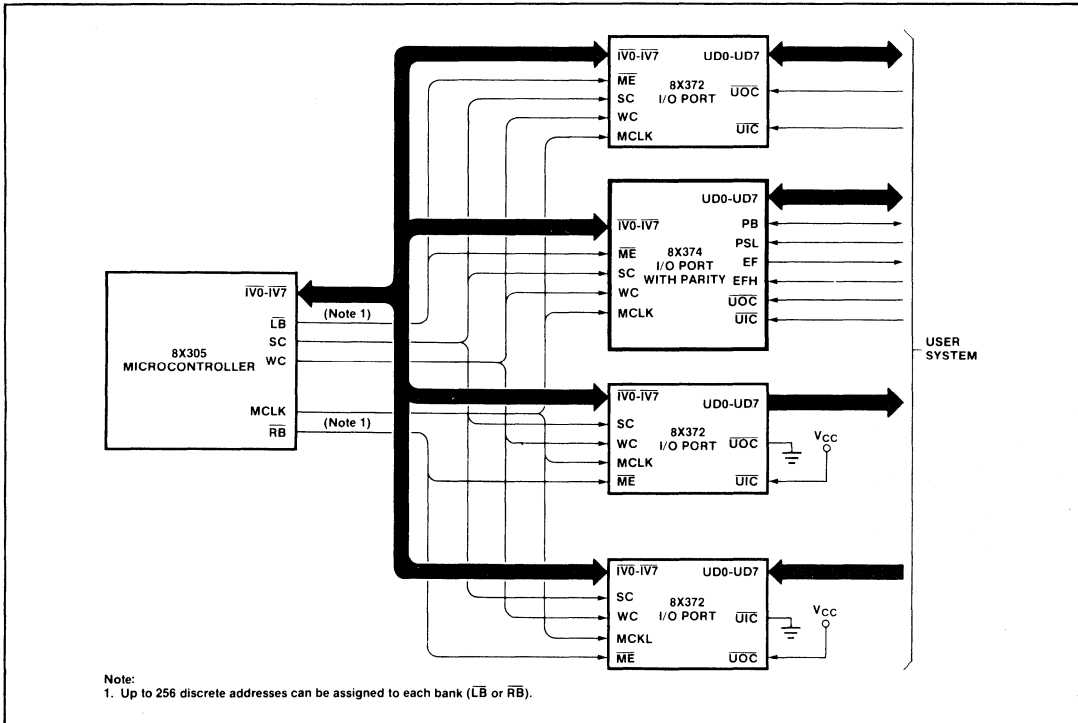 IV0-IV7 UD0-UD7
ME
SC
WC
MCLK
8X372
I/O PORT
UOC
UIC
UD0-UD7
IV0-IV7
ME
SC
WC
MCLK
8X374
I/O PORT
WITH PARITY
PB
PSL
EF
EFH
UOC
UIC
8X305
MICROCONTROLLER
IV0-IV7
LB
SC
WC
MCLK
RB
(Note 1)
(Note 1)
IV0-IV7 UD0-UD7
SC
WC
MCLK
ME
8X372
I/O PORT
UOC
UIC
VCC
IV0-IV7 UD0-UD7
SC
WC
MCKL
ME
8X372
I/O PORT
UIC
UOC
VCC
USER
SYSTEM
Note:
1. Up to 256 discrete addresses can be assigned to each bank (LB or RB).